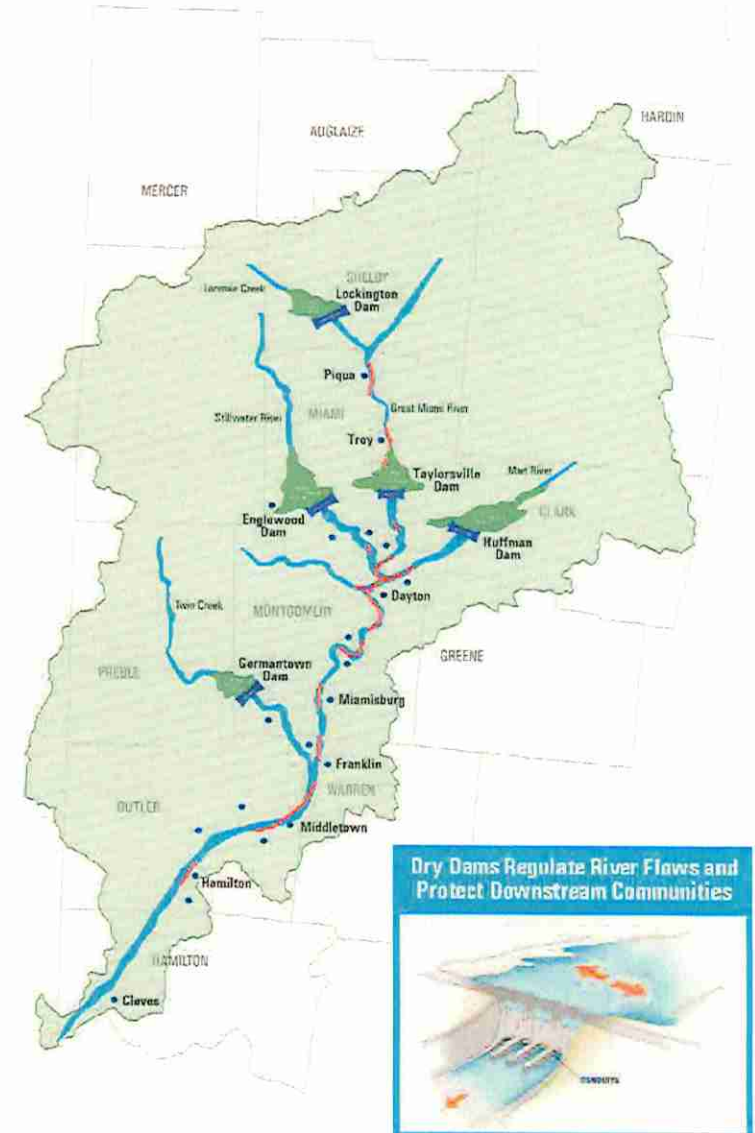 AUGLAIZE
HARDIN
MERCER
SHELBY
Loramie Creek
Lockington
Dam
Piqua
Great Miami River
MIAMI
Stillwater River
Troy
Taylorsville
Dam
Mad River
Englewood
Dam
CLARK
Huffman
Dam
Dayton
Twin Creek
MONTGOMERY
GREENE
PREBLE
Germantown
Dam
Miamisburg
Franklin
WARREN
BUTLER
Middletown
Hamilton
HAMILTON
Cleves
Dry Dams Regulate River Flows and
Protect Downstream Communities
CONDUITS